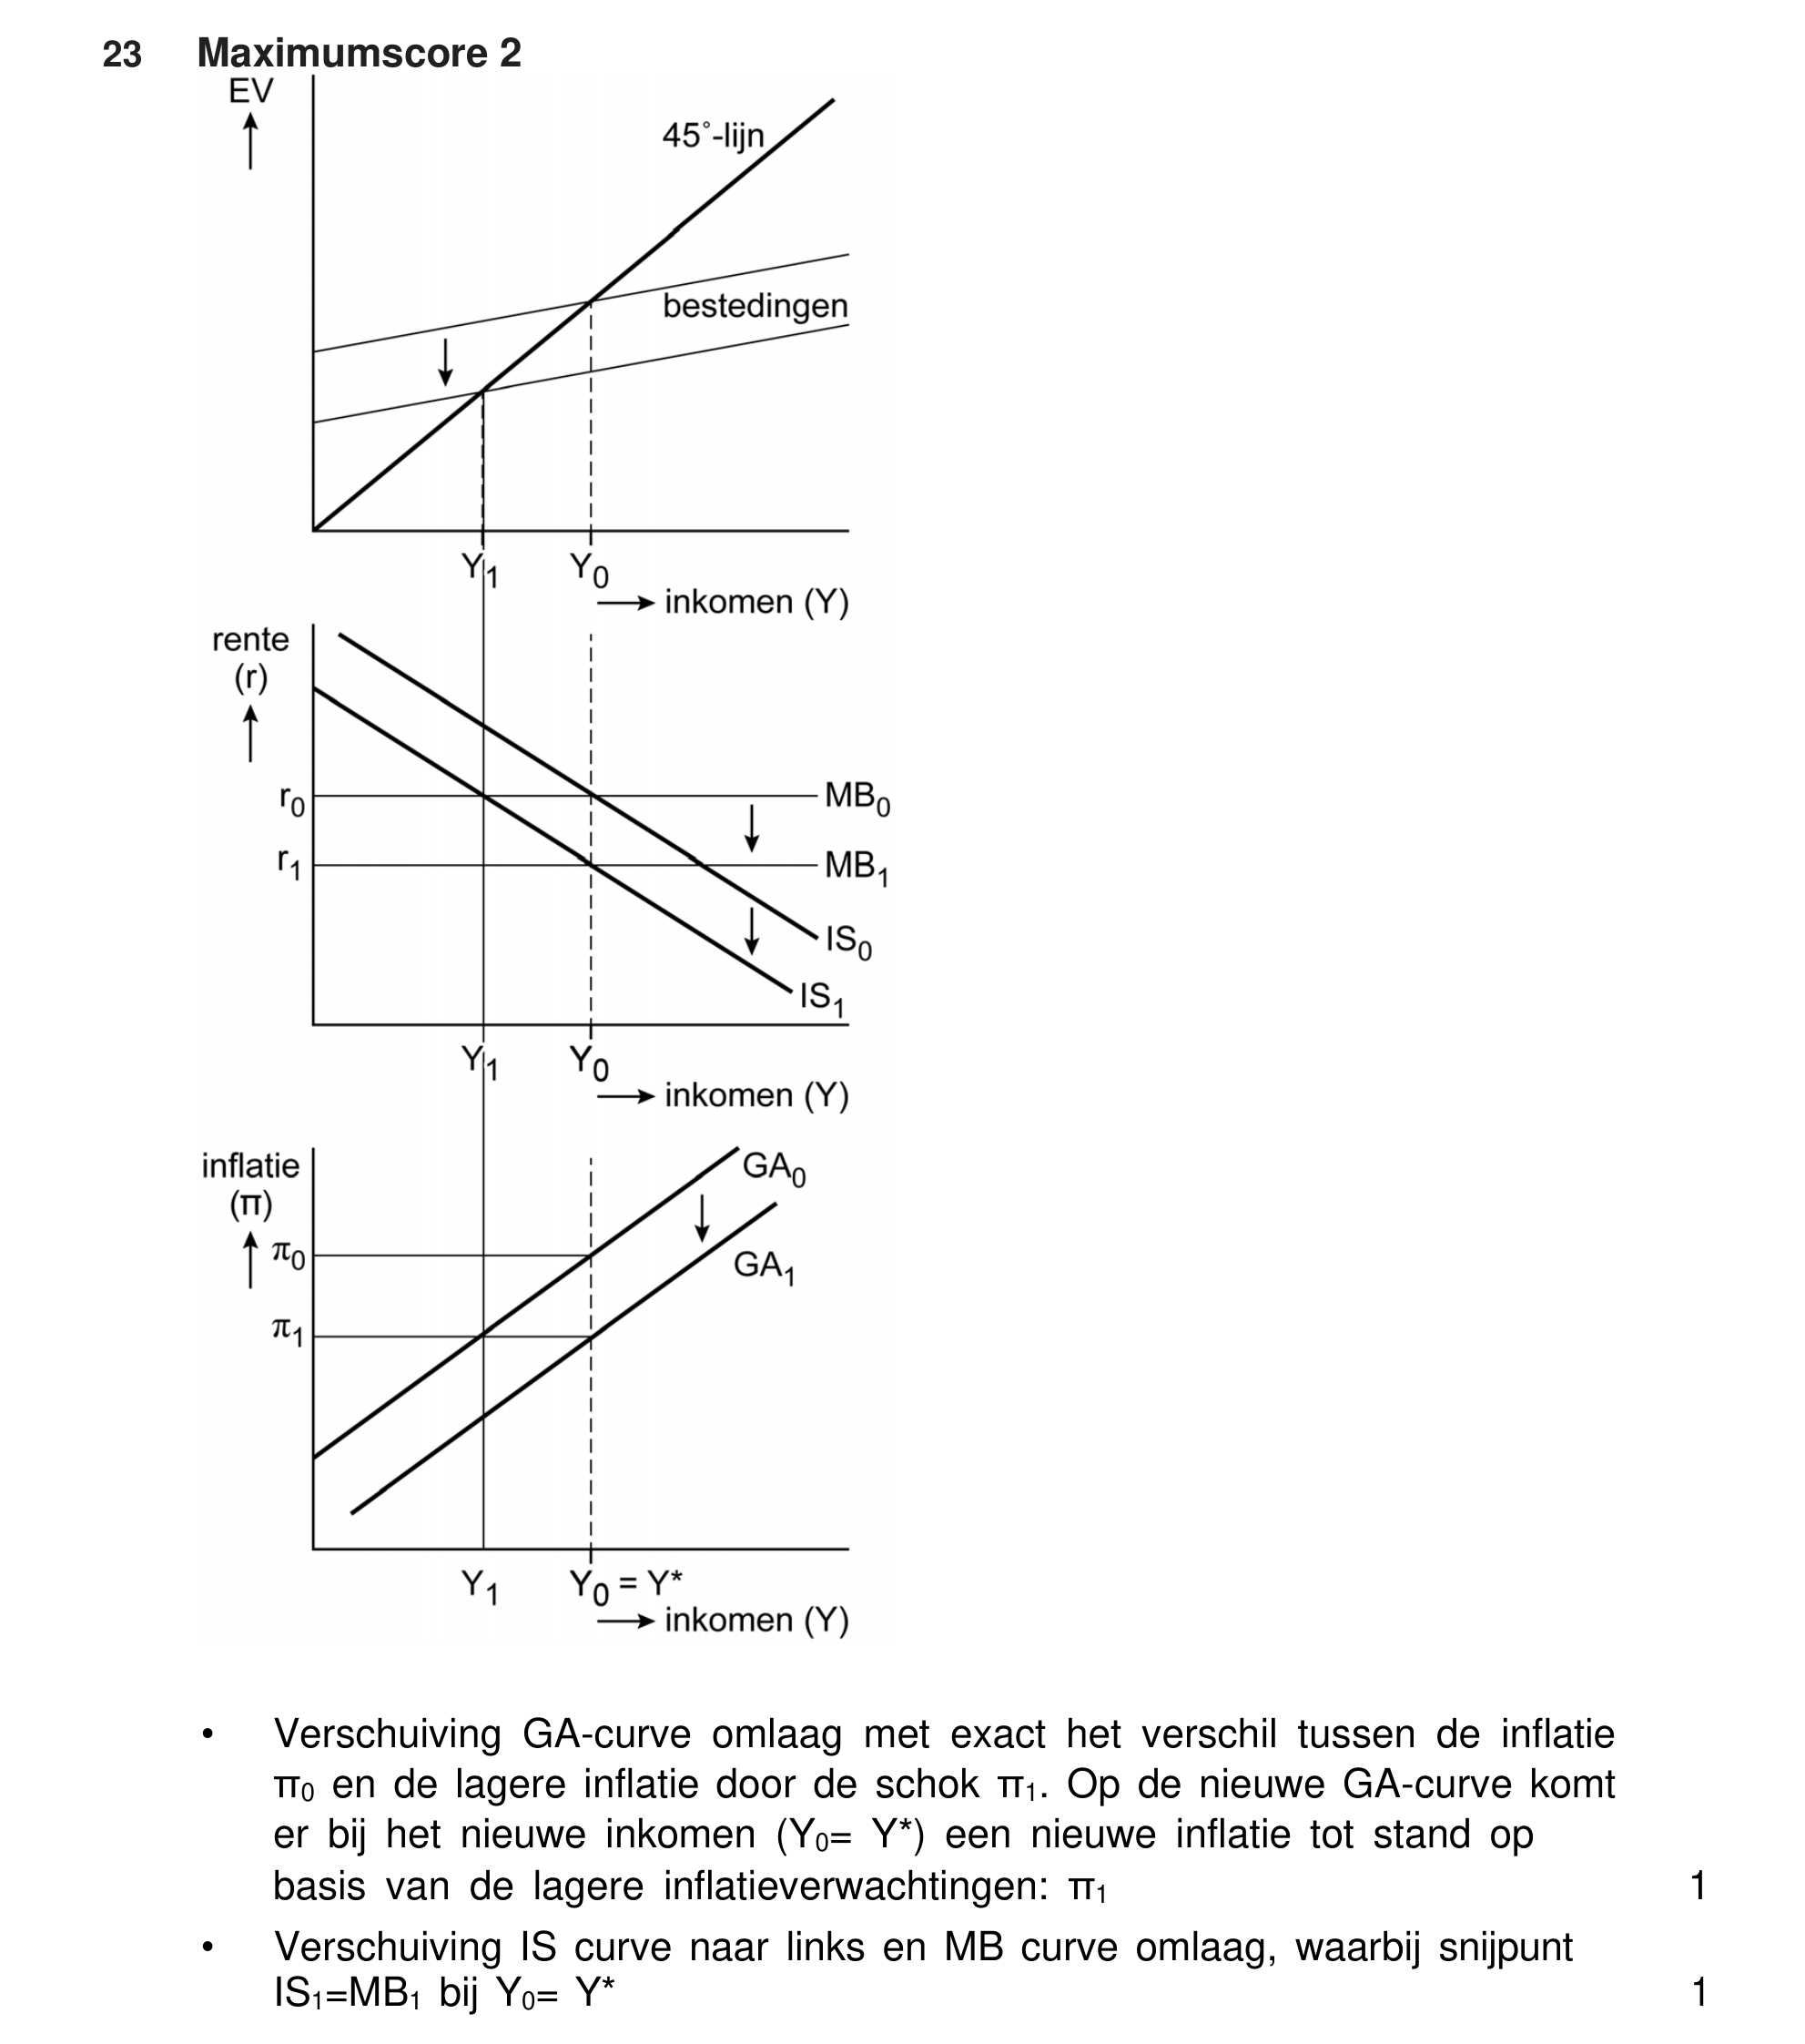 23 Maximumscore 2
EV
45°-lijn
bestedingen
Y1 Y0
inkomen (Y)
rente
(r)
r0 MB0
r1 MB1
IS0
IS1
Y1 Y0
inkomen (Y)
inflatie
(π)
GA0
π0
GA1
π1
Y1 Y0 = Y*
inkomen (Y)
• Verschuiving GA-curve omlaag met exact het verschil tussen de inflatie
π0 en de lagere inflatie door de schok π1. Op de nieuwe GA-curve komt
er bij het nieuwe inkomen (Y0= Y*) een nieuwe inflatie tot stand op
basis van de lagere inflatieverwachtingen: π1 1
• Verschuiving IS curve naar links en MB curve omlaag, waarbij snijpunt
IS1=MB1 bij Y0= Y* 1